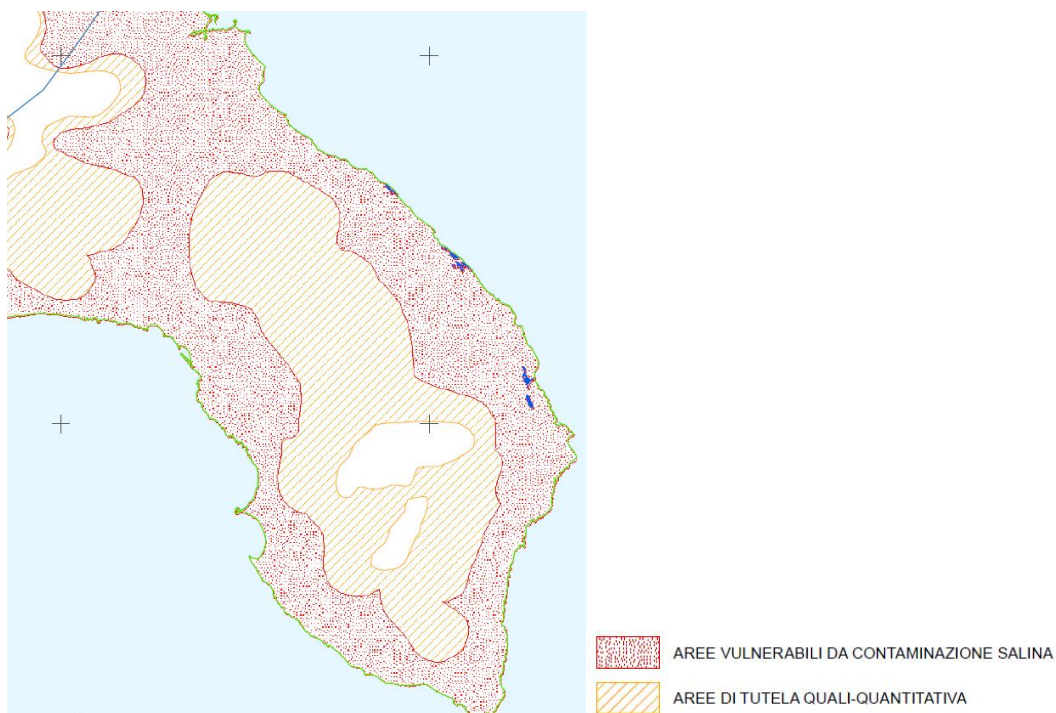 AREE VULNERABILI DA CONTAMINAZIONE SALINA
AREE DI TUTELA QUALI-QUANTITATIVA